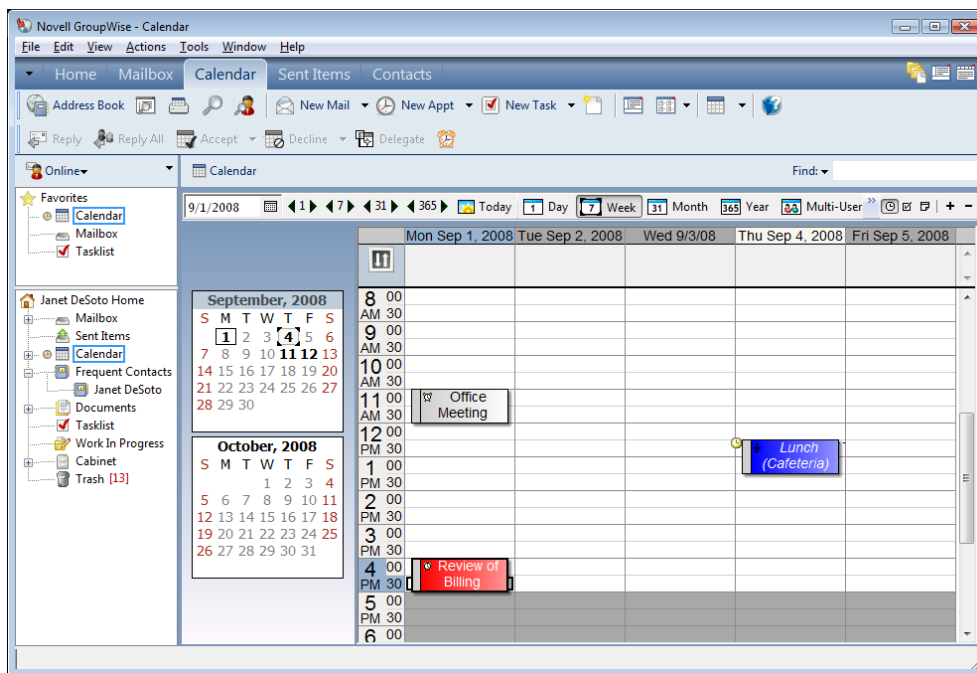 Novell GroupWise - Calendar
File Edit View Actions Tools Window Help
Home Mailbox Calendar Sent Items Contacts
Address Book New Mail New Appt New Task
Reply Reply All Accept Decline Delegate
Online Calendar Find:
Favorites
Calendar
Mailbox
Tasklist
9/1/2008 1 7 31 365 Today 1 Day 7 Week 31 Month 365 Year 23 Multi-User »
Mon Sep 1, 2008 Tue Sep 2, 2008 Wed 9/3/08 Thu Sep 4, 2008 Fri Sep 5, 2008
Janet DeSoto Home
Mailbox
Sent Items
Calendar
Frequent Contacts
Janet DeSoto
Documents
Tasklist
Work In Progress
Cabinet
Trash [13]
September, 2008
S M T W T F S
1 2 3 4 5 6
7 8 9 10 11 12 13
14 15 16 17 18 19 20
21 22 23 24 25 26 27
28 29 30
October, 2008
S M T W T F S
1 2 3 4
5 6 7 8 9 10 11
12 13 14 15 16 17 18
19 20 21 22 23 24 25
26 27 28 29 30 31
8 00
AM 30
9 00
AM 30
10 00
AM 30
11 00
AM 30
Office
Meeting
12 00
PM 30
1 00
PM 30
Lunch
(Cafeteria)
2 00
PM 30
3 00
PM 30
4 00
PM 30
Review of
Billing
5 00
PM 30
6 00